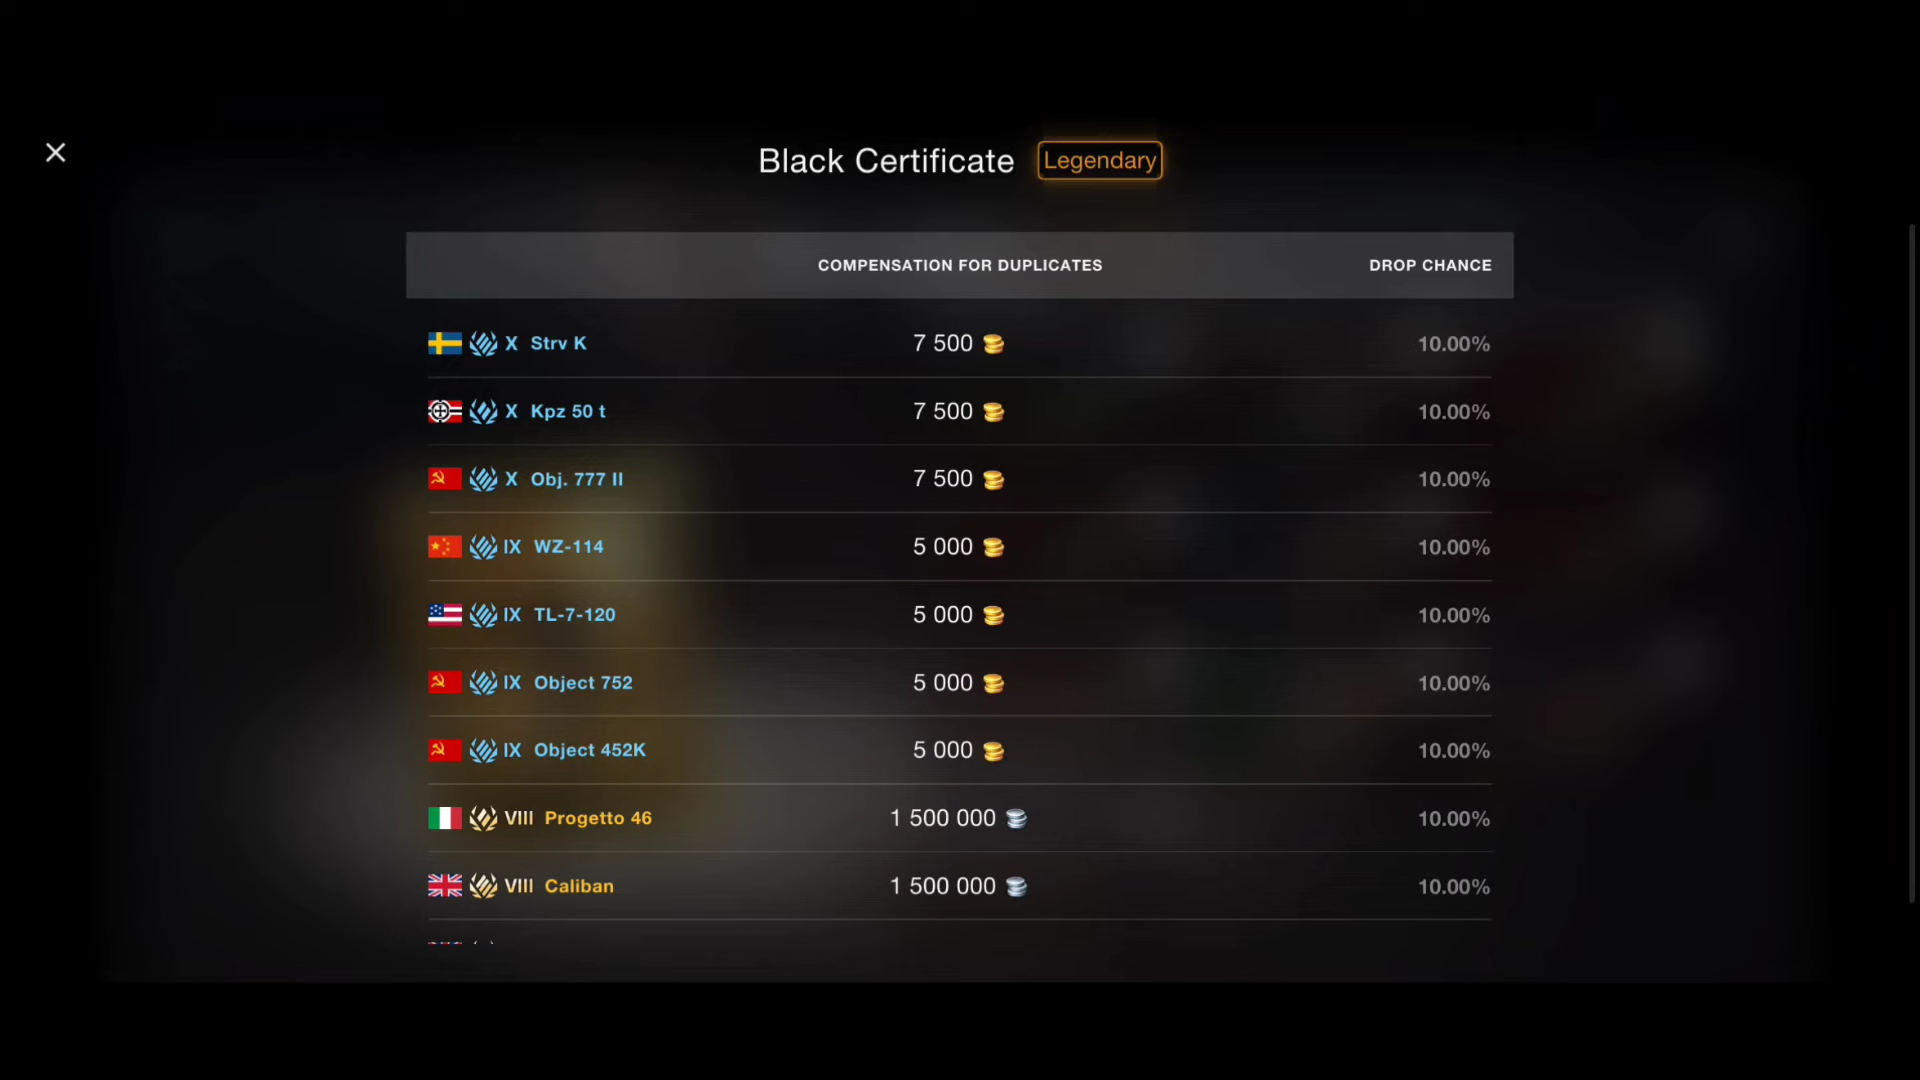 Black Certificate Legendary
COMPENSATION FOR DUPLICATES DROP CHANCE
X Strv K 7 500 10.00%
X Kpz 50 t 7 500 10.00%
X Obj. 777 II 7 500 10.00%
IX WZ-114 5 000 10.00%
IX TL-7-120 5 000 10.00%
IX Object 752 5 000 10.00%
IX Object 452K 5 000 10.00%
VIII Progetto 46 1 500 000 10.00%
VIII Caliban 1 500 000 10.00%